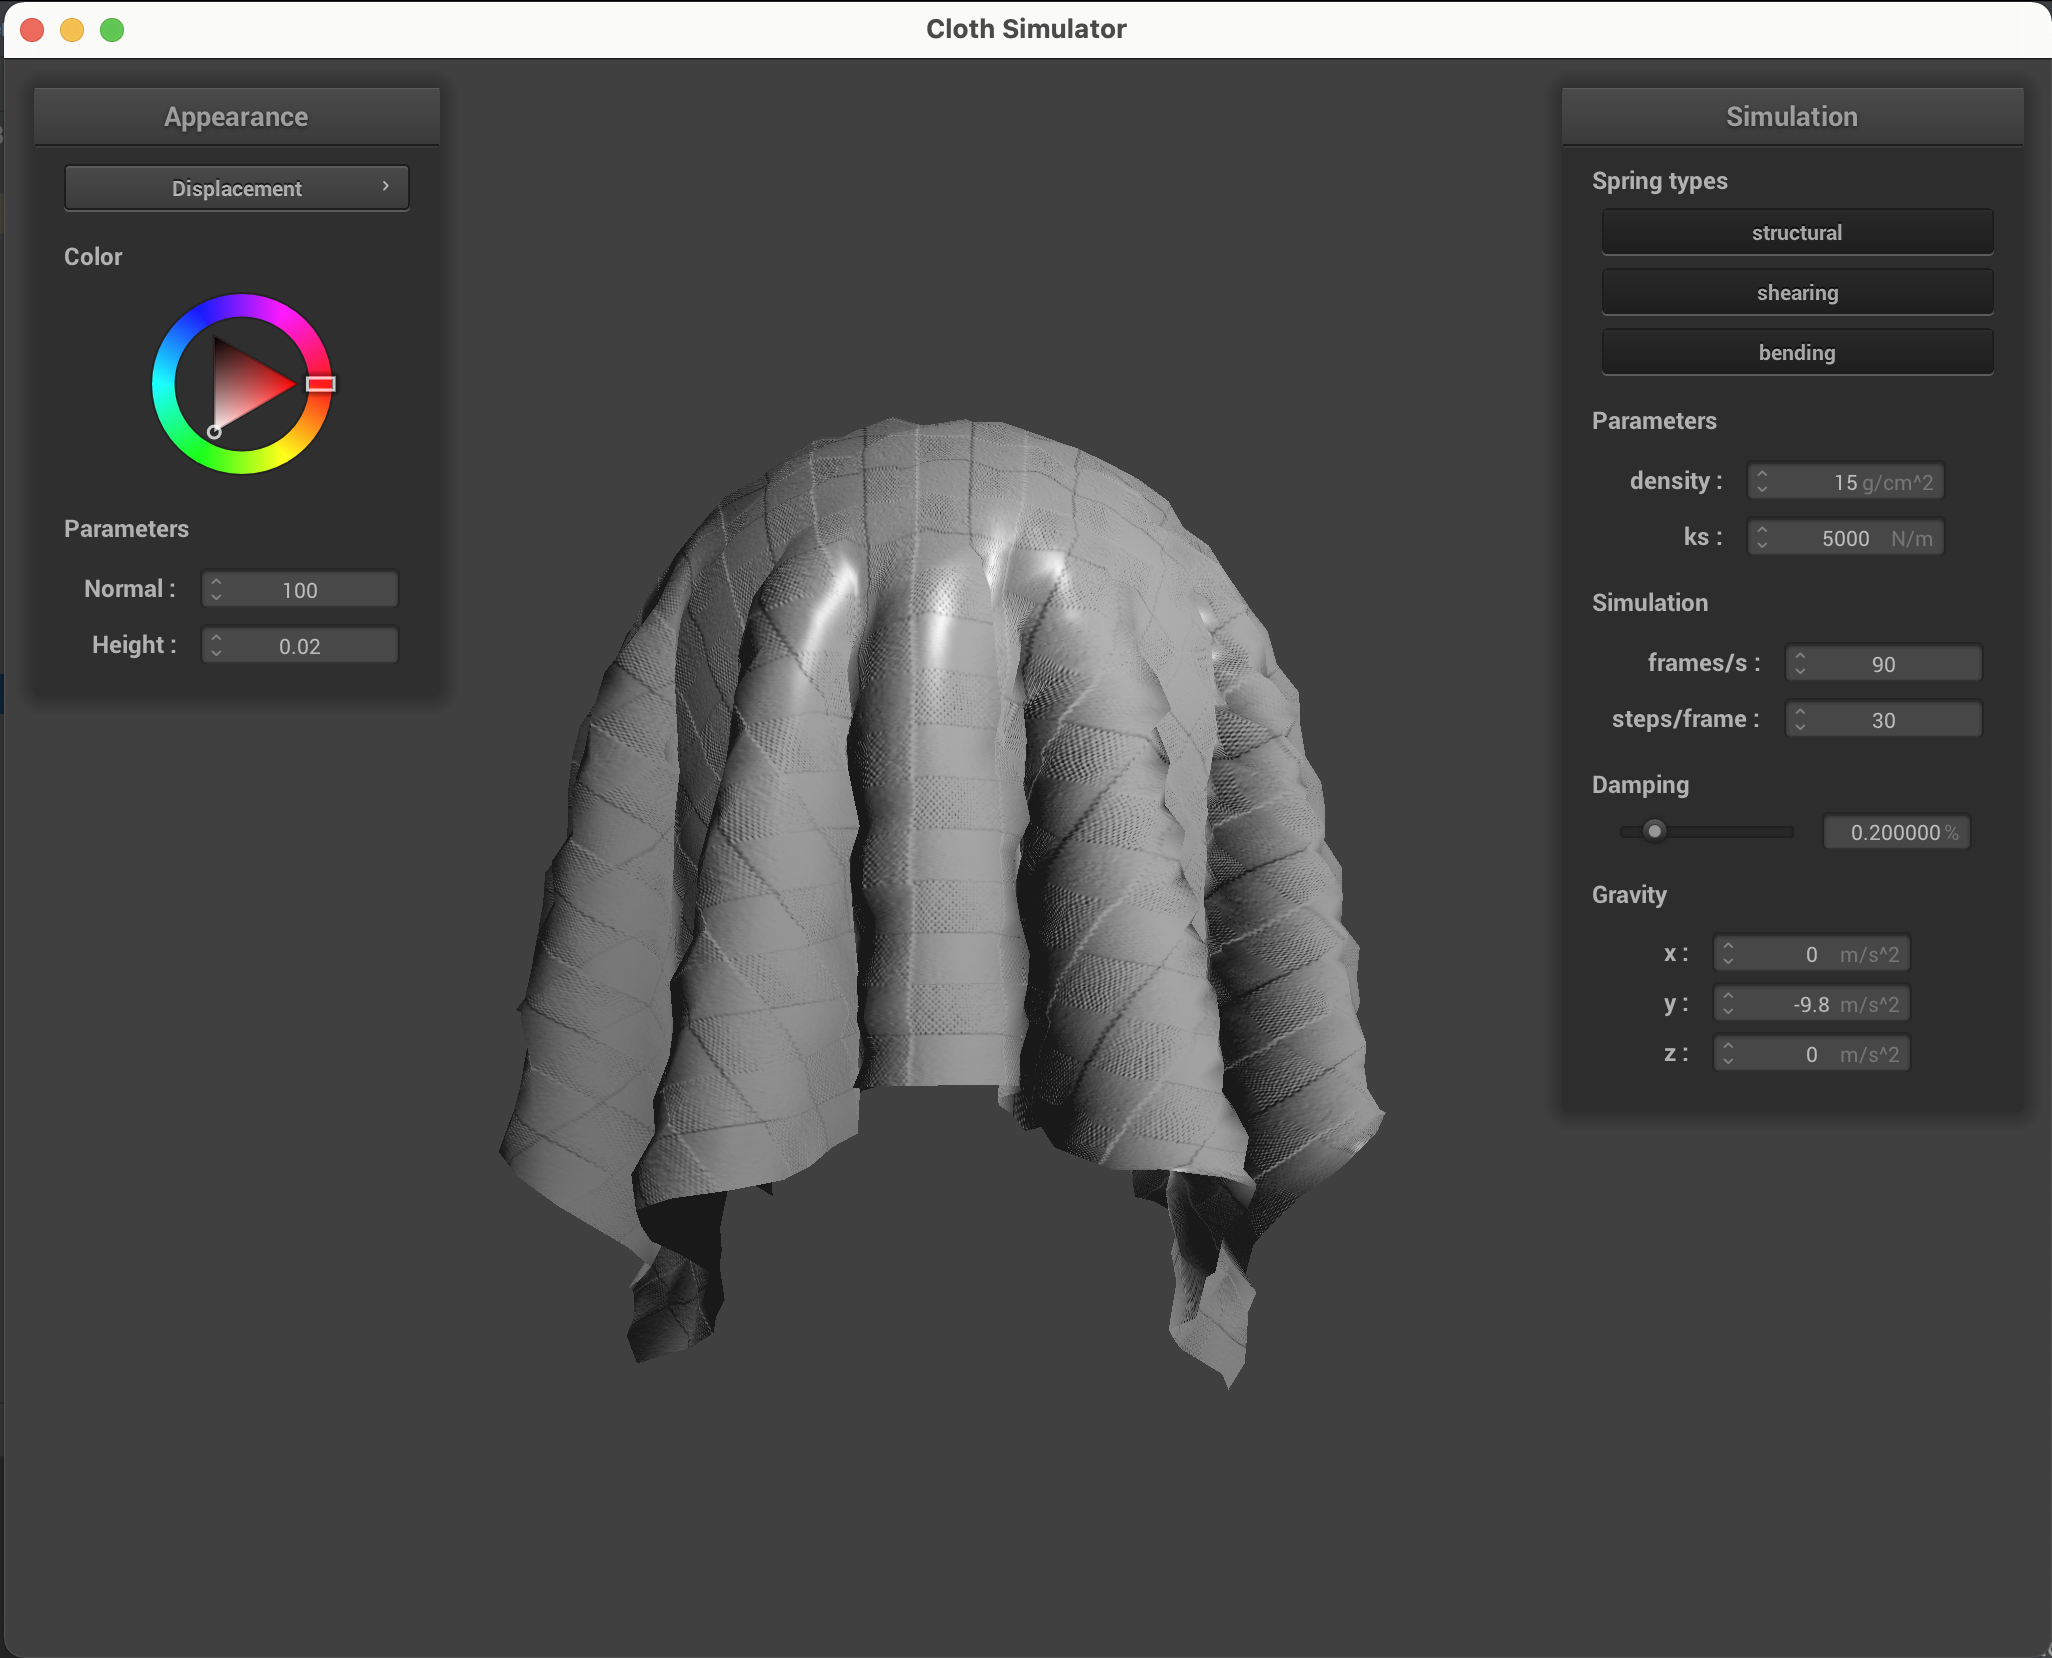 Cloth Simulator
Appearance
Displacement
Color
Parameters
Normal : 100
Height : 0.02
Simulation
Spring types
structural
shearing
bending
Parameters
density : 15 g/cm^2
ks : 5000 N/m
Simulation
frames/s : 90
steps/frame : 30
Damping
0.200000 %
Gravity
x : 0 m/s^2
y : -9.8 m/s^2
z : 0 m/s^2